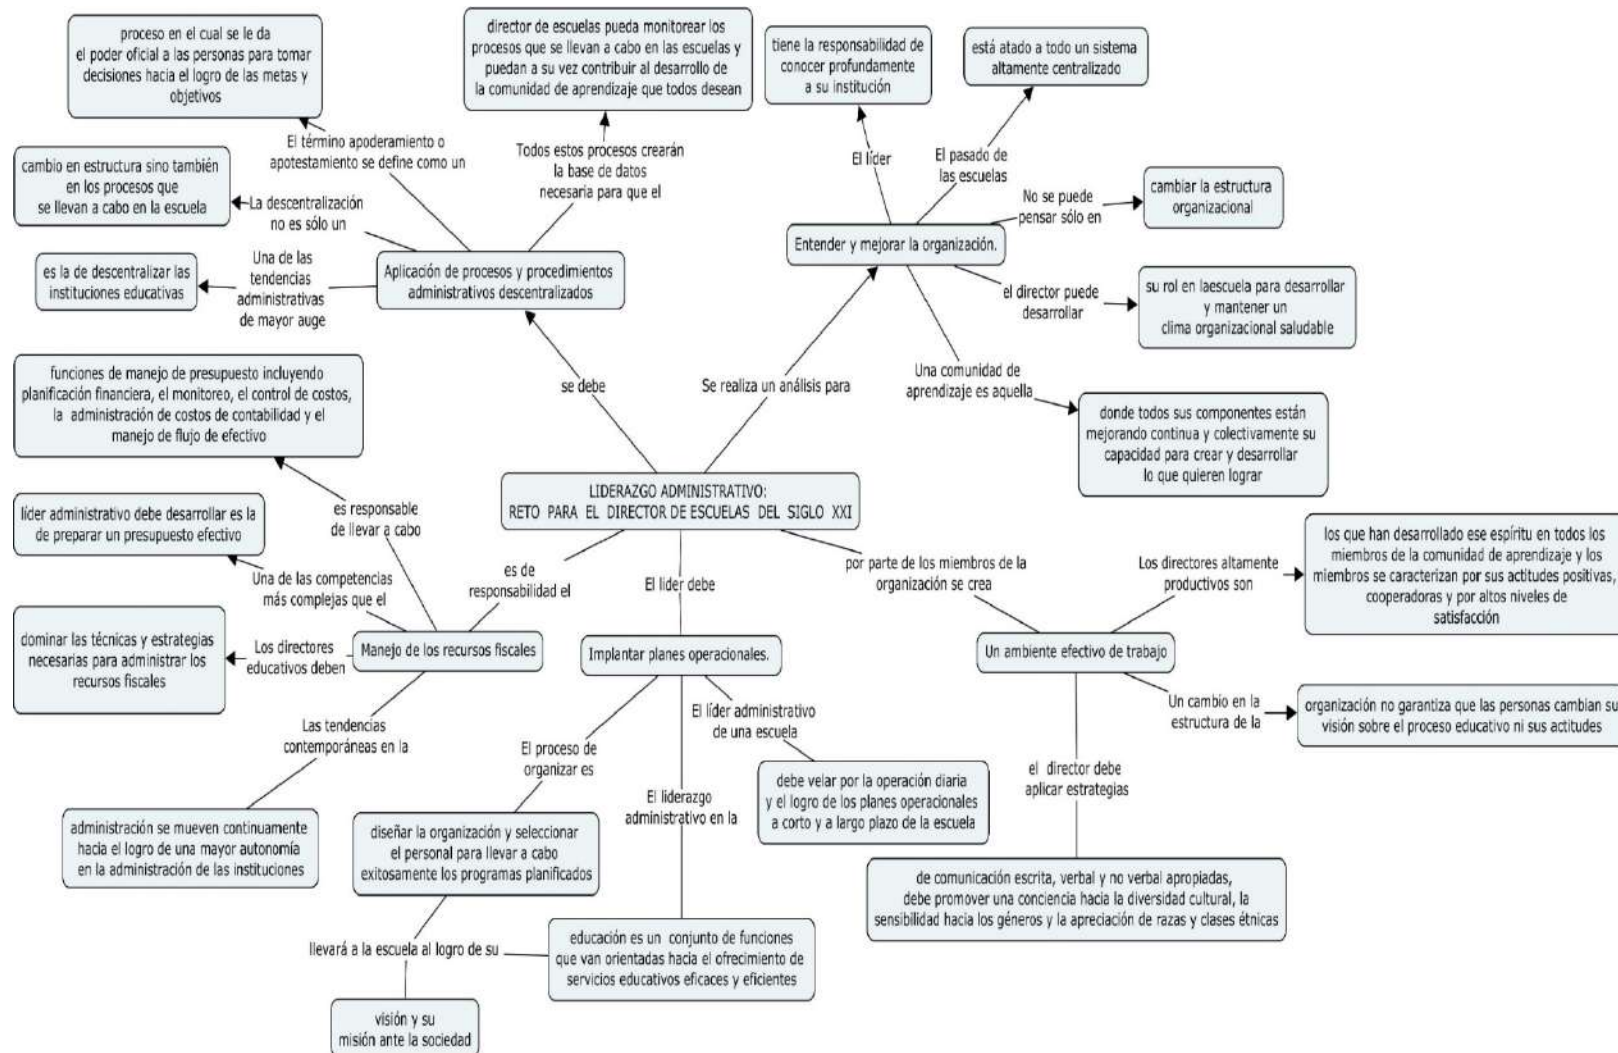 proceso en el cual se le da
el poder oficial a las personas para tomar
decisiones hacia el logro de las metas y
objetivos
director de escuelas pueda monitorear los
procesos que se llevan a cabo en las escuelas y
puedan a su vez contribuir al desarrollo de
la comunidad de aprendizaje que todos desean
tiene la responsabilidad de
conocer profundamente
a su institución
está atado a todo un sistema
altamente centralizado
El término apoderamiento o
apotestamiento se define como un
Todos estos procesos crearán
la base de datos
necesaria para que el
El líder
El pasado de
las escuelas
cambio en estructura sino también
en los procesos que
se llevan a cabo en la escuela
La descentralización
no es sólo un
No se puede
pensar sólo en
cambiar la estructura
organizacional
Entender y mejorar la organización.
es la de descentralizar las
instituciones educativas
Una de las
tendencias
administrativas
de mayor auge
Aplicación de procesos y procedimientos
administrativos descentralizados
el director puede
desarrollar
su rol en laescuela para desarrollar
y mantener un
clima organizacional saludable
funciones de manejo de presupuesto incluyendo
planificación financiera, el monitoreo, el control de costos,
la administración de costos de contabilidad y el
manejo de flujo de efectivo
se debe
Se realiza un análisis para
Una comunidad de
aprendizaje es aquella
donde todos sus componentes están
mejorando continua y colectivamente su
capacidad para crear y desarrollar
lo que quieren lograr
LIDERAZGO ADMINISTRATIVO:
RETO PARA EL DIRECTOR DE ESCUELAS DEL SIGLO XXI
líder administrativo debe desarrollar es la
de preparar un presupuesto efectivo
es responsable
de llevar a cabo
Una de las competencias
más complejas que el
es de
responsabilidad el
El líder debe
por parte de los miembros de la
organización se crea
Los directores altamente
productivos son
los que han desarrollado ese espíritu en todos los
miembros de la comunidad de aprendizaje y los
miembros se caracterizan por sus actitudes positivas,
cooperadoras y por altos niveles de
satisfacción
dominar las técnicas y estrategias
necesarias para administrar los
recursos fiscales
Los directores
educativos deben
Manejo de los recursos fiscales
Implantar planes operacionales.
Un ambiente efectivo de trabajo
Un cambio en la
estructura de la
organización no garantiza que las personas cambian su
visión sobre el proceso educativo ni sus actitudes
Las tendencias
contemporáneas en la
El proceso de
organizar es
El líder administrativo
de una escuela
el director debe
aplicar estrategias
El liderazgo
administrativo en la
debe velar por la operación diaria
y el logro de los planes operacionales
a corto y a largo plazo de la escuela
administración se mueven continuamente
hacia el logro de una mayor autonomía
en la administración de las instituciones
diseñar la organización y seleccionar
el personal para llevar a cabo
exitosamente los programas planificados
de comunicación escrita, verbal y no verbal apropiadas,
debe promover una conciencia hacia la diversidad cultural, la
sensibilidad hacia los géneros y la apreciación de razas y clases étnicas
llevará a la escuela al logro de su
educación es un conjunto de funciones
que van orientadas hacia el ofrecimiento de
servicios educativos eficaces y eficientes
visión y su
misión ante la sociedad